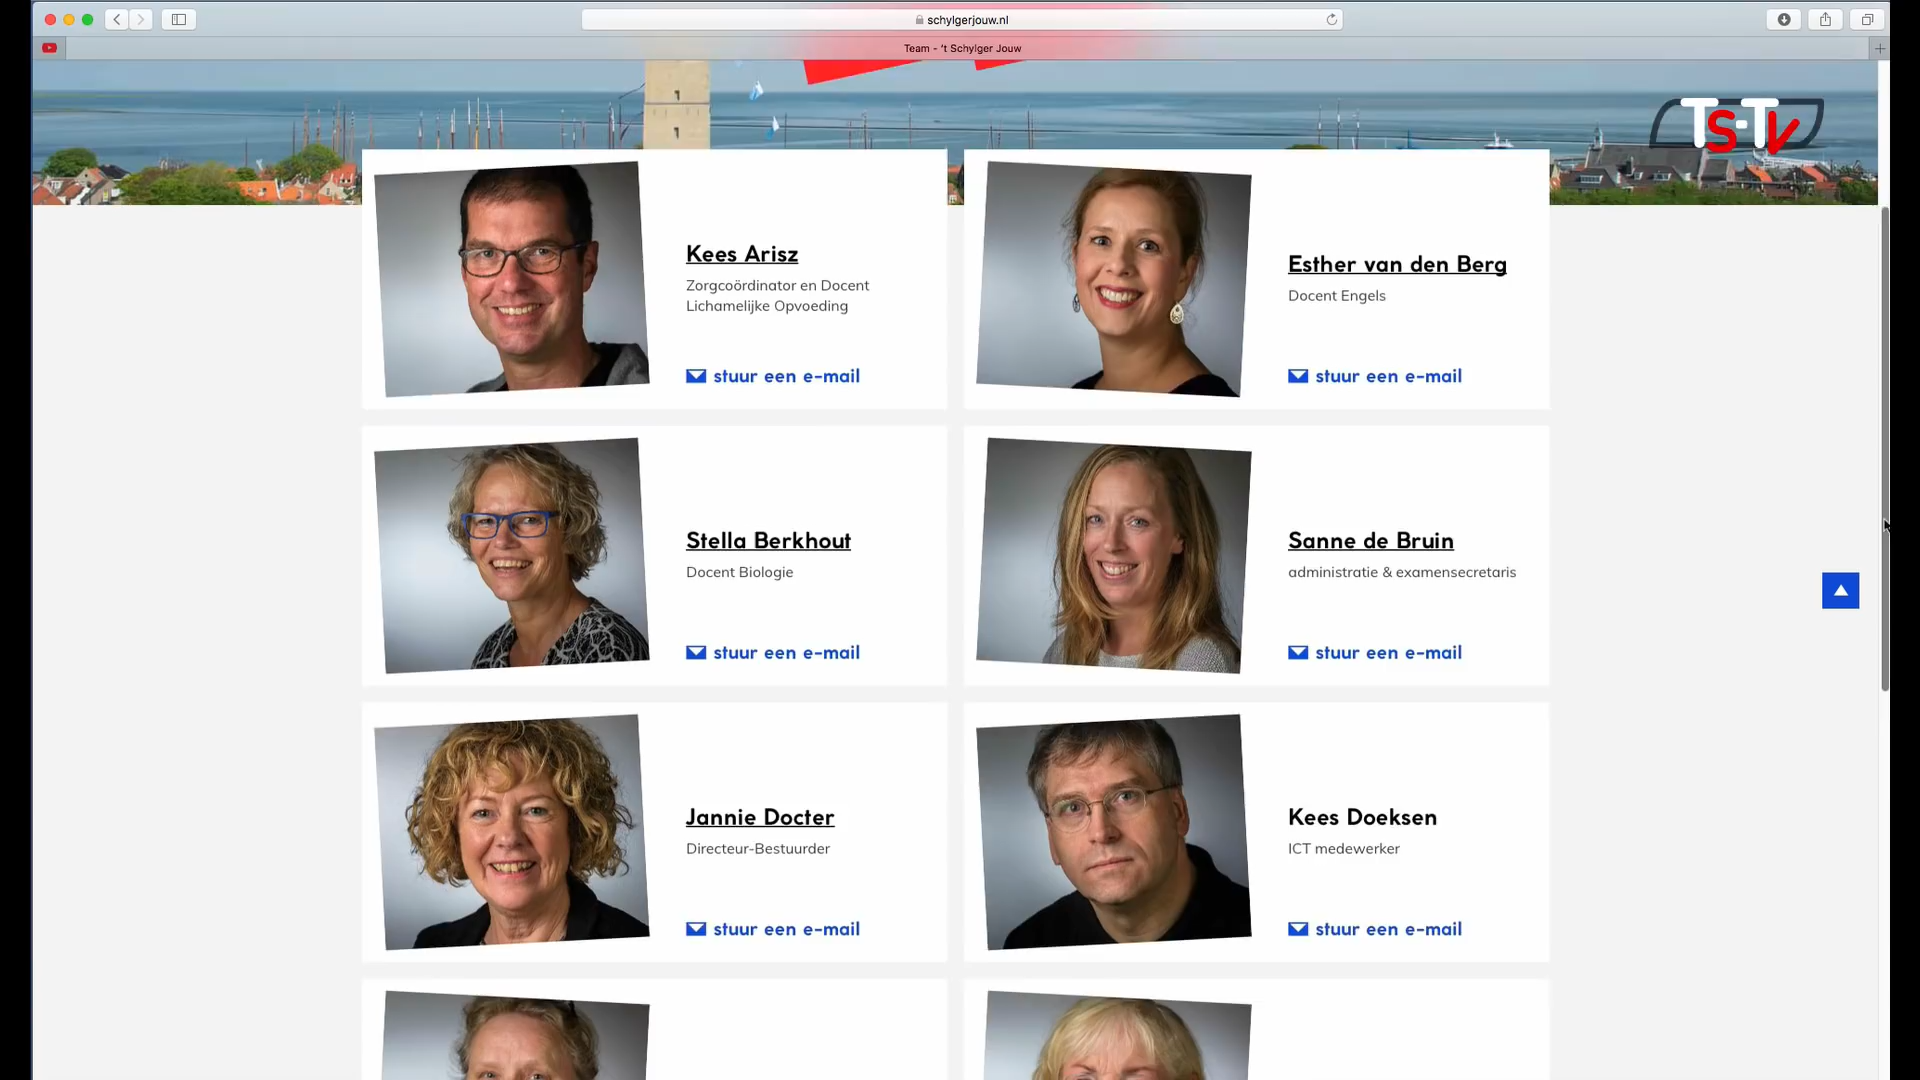 schylgerjouw.nl
Team - 't Schylger Jouw
TS-TV
Kees Arisz
Zorgcoördinator en Docent
Lichamelijke Opvoeding
stuur een e-mail
Esther van den Berg
Docent Engels
stuur een e-mail
Stella Berkhout
Docent Biologie
stuur een e-mail
Sanne de Bruin
administratie & examensecretaris
stuur een e-mail
Jannie Docter
Directeur-Bestuurder
stuur een e-mail
Kees Doeksen
ICT medewerker
stuur een e-mail